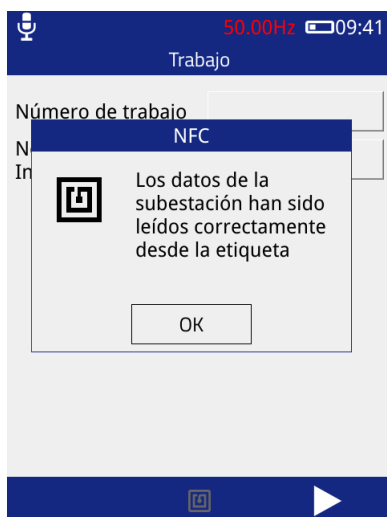 50.00Hz 09:41
Trabajo
Número de trabajo
NFC
Los datos de la
subestación han sido
leídos correctamente
desde la etiqueta
OK